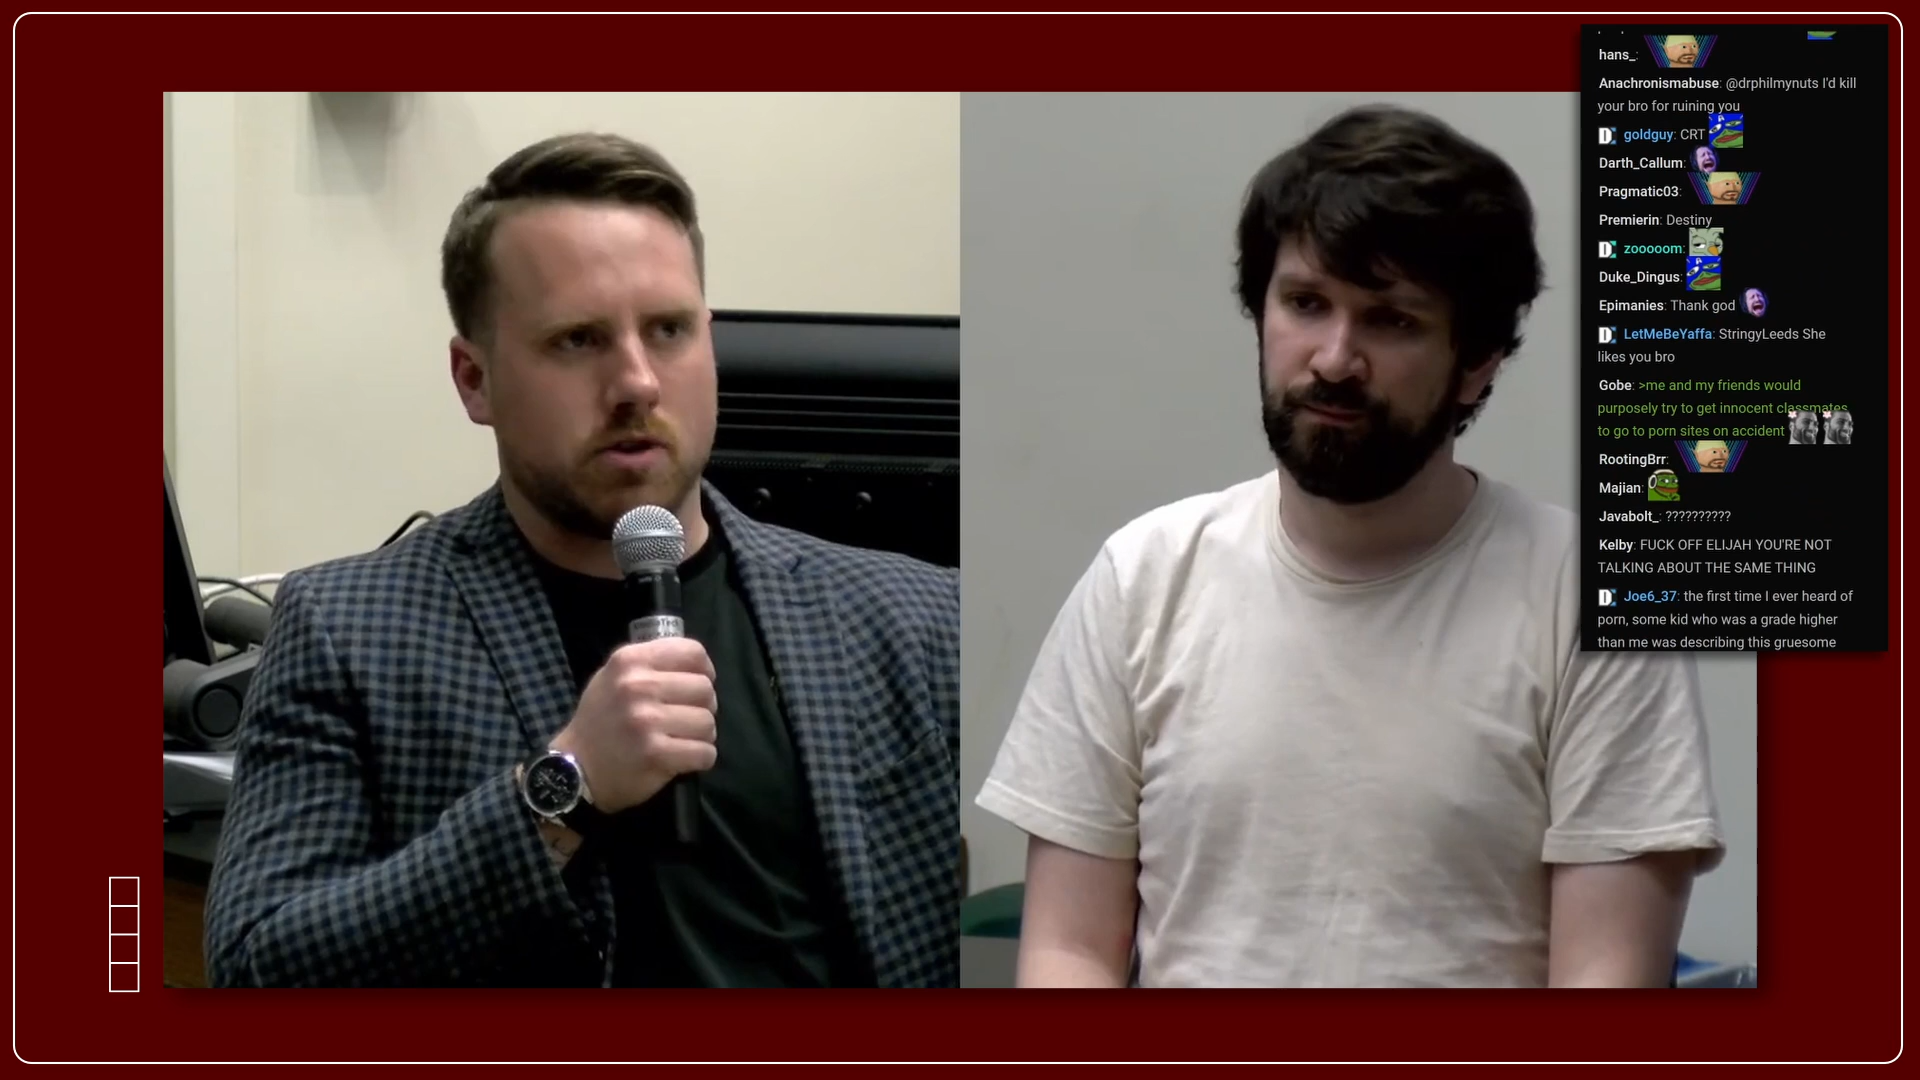 hans_:
Anachronismabuse: @drphilmynuts I'd kill
your bro for ruining you
goldguy: CRT
Darth_Callum:
Pragmatic03:
Premierin: Destiny
zooooom:
Duke_Dingus:
Epimanies: Thank god
LetMeBeYaffa: StringyLeeds She
likes you bro
Gobe: >me and my friends would
purposely try to get innocent classmates
to go to porn sites on accident
RootingBrr:
Majian:
Javabolt_: ??????????
Kelby: FUCK OFF ELIJAH YOU'RE NOT
TALKING ABOUT THE SAME THING
Joe6_37: the first time I ever heard of
porn, some kid who was a grade higher
than me was describing this gruesome